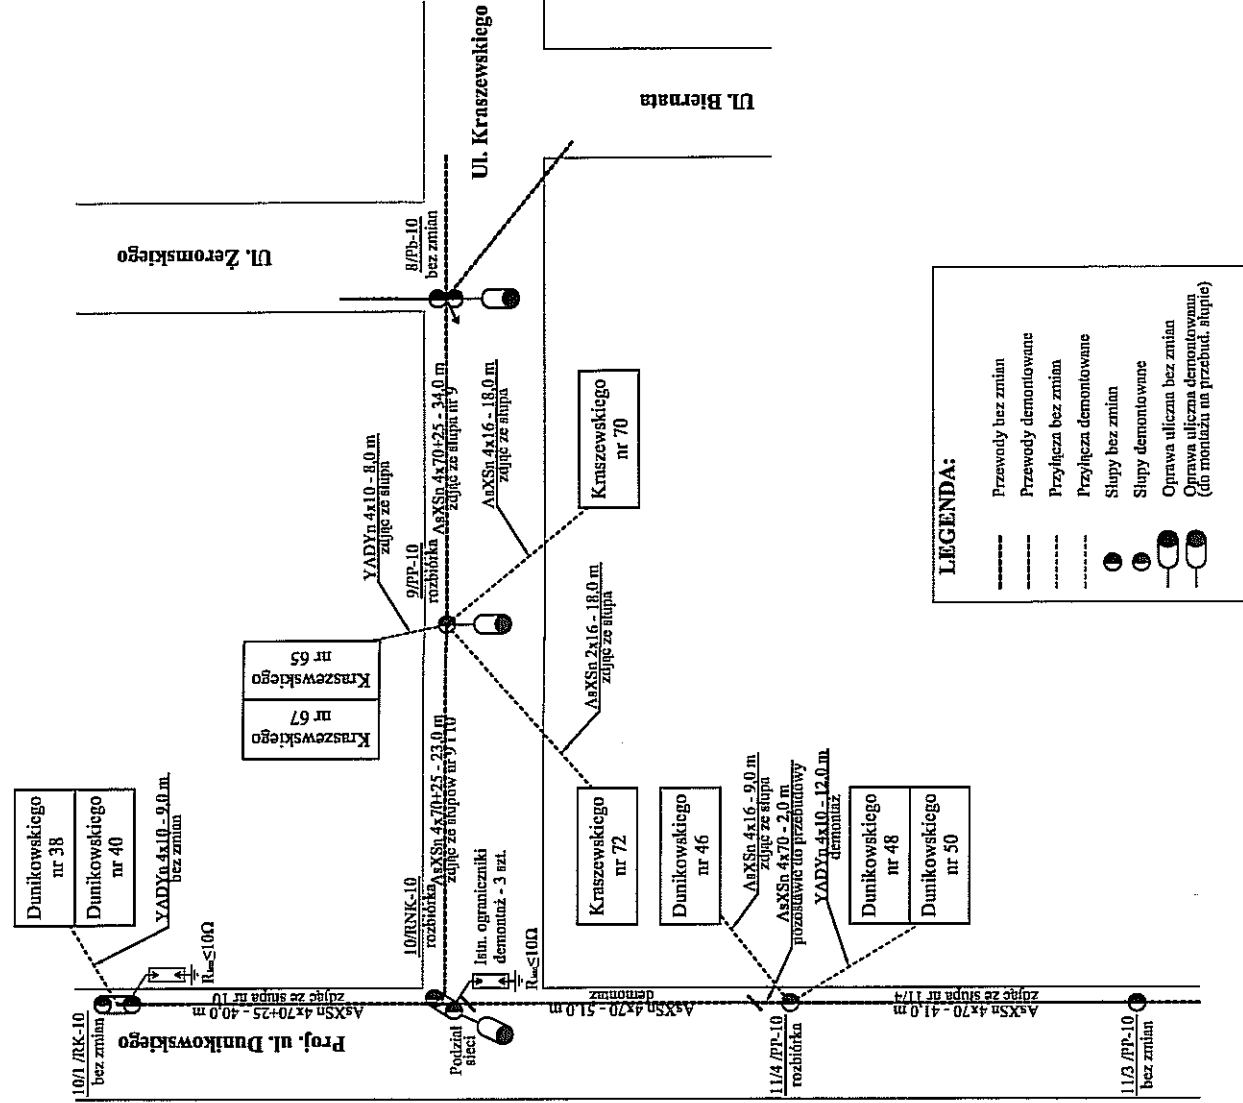 Ul. Kraszewskiego
Ul. Biernata
Ul. Żeromskiego
8/Pb-10
bez zmian
AsXSn 4x70+25 - 34,0 m
zdjąć ze słupa nr 9
AsXSn 4x16 - 18,0 m
zdjąć ze słupa
YADYn 4x10 - 8,0 m
zdjąć ze słupa
9/PP-10
rozbiórka
Kraszewskiego
nr 70
Kraszewskiego
nr 65
Kraszewskiego
nr 67
AsXSn 2x16 - 18,0 m
zdjąć ze słupa
AsXSn 4x70+25 - 23,0 m
zdjąć ze słupów nr 9 i 10
10/RNK-10
rozbiórka
Istn. ograniczniki
demontaż - 3 szt.
Kraszewskiego
nr 72
Dunikowskiego
nr 38
Dunikowskiego
nr 40
YADYn 4x10 - 9,0 m
bez zmian
≤10Ω
10/1 /RK-10
bez zmian
AsXSn 4x70+25 - 40,0 m
zdjąć ze słupa nr 10
Proj. ul. Dunikowskiego
Podział
sieci
≤10Ω
AsXSn 4x70 - 51,0 m
demontaż
Dunikowskiego
nr 46
AsXSn 4x16 - 9,0 m
zdjąć ze słupa
AsXSn 4x70 - 2,0 m
pozostawić do przebudowy
YADYn 4x10 - 12,0 m
demontaż
Dunikowskiego
nr 48
Dunikowskiego
nr 50
11/4 /PP-10
rozbiórka
AsXSn 4x70 - 41,0 m
zdjąć ze słupa nr 11/4
11/3 /PP-10
bez zmian
LEGENDA:
Przewody bez zmian
Przewody demontowane
Przyłącza bez zmian
Przyłącza demontowane
Słupy bez zmian
Słupy demontowane
Oprawa uliczna bez zmian
Oprawa uliczna demontowana
(do montażu na przebud. słupie)